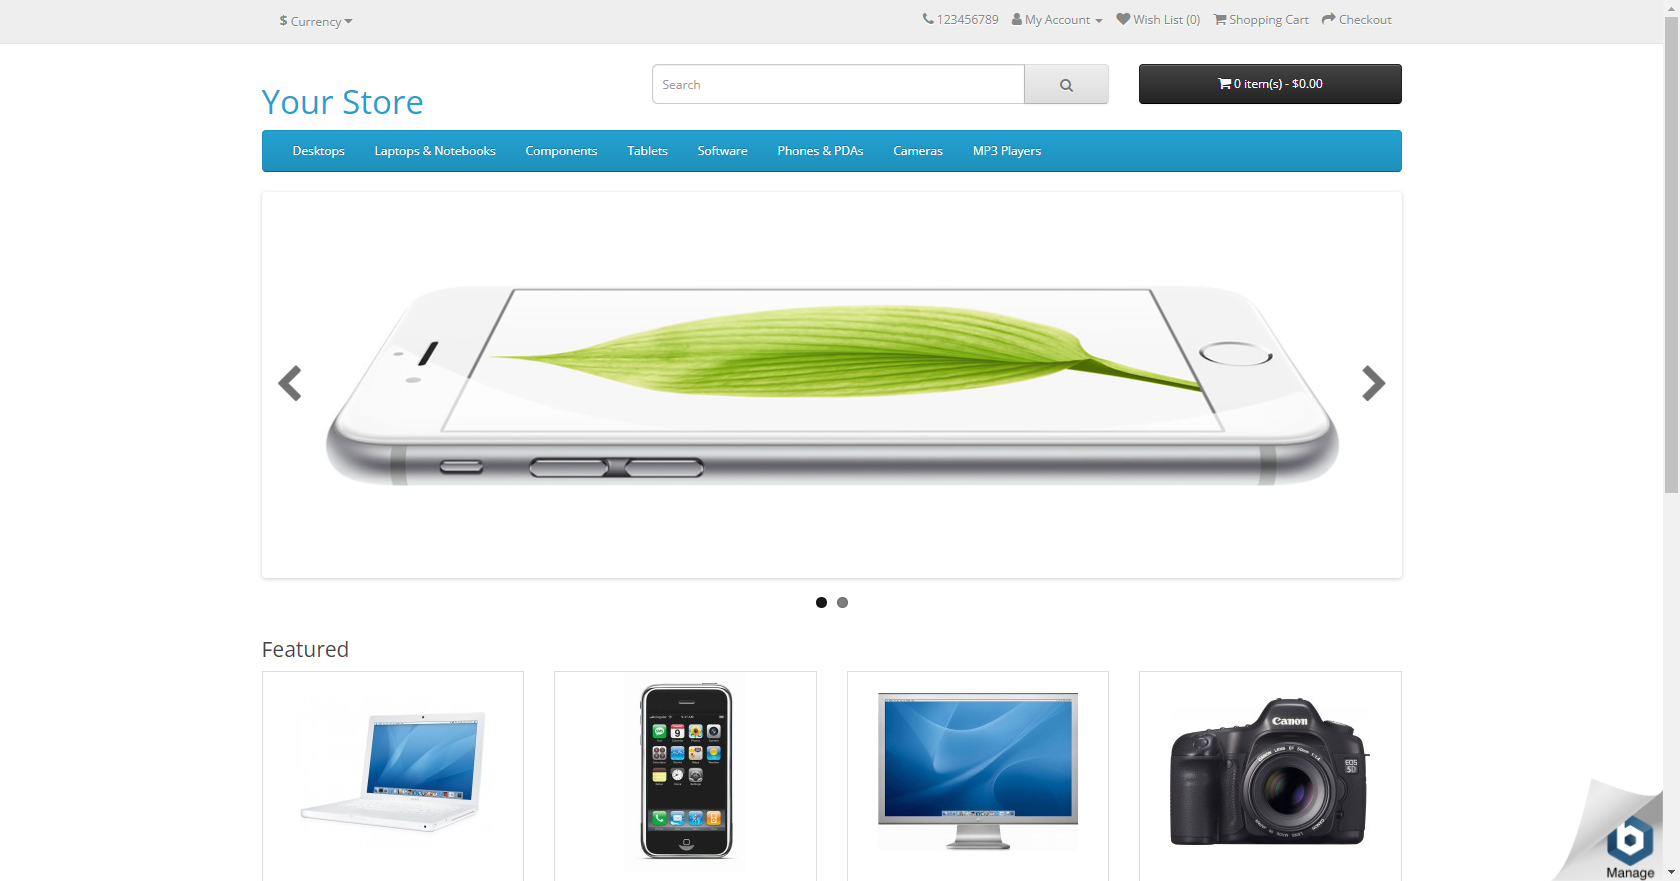 $ Currency
123456789 My Account Wish List (0) Shopping Cart Checkout
Your Store
Search
0 item(s) - $0.00
Desktops Laptops & Notebooks Components Tablets Software Phones & PDAs Cameras MP3 Players
Featured
Canon
EOS
5D
Manage